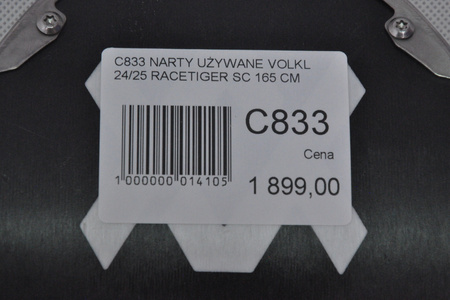 C833 NARTY UŻYWANE VOLKL
24/25 RACETIGER SC 165 CM
C833
Cena
1 899,00
1 000000 014105